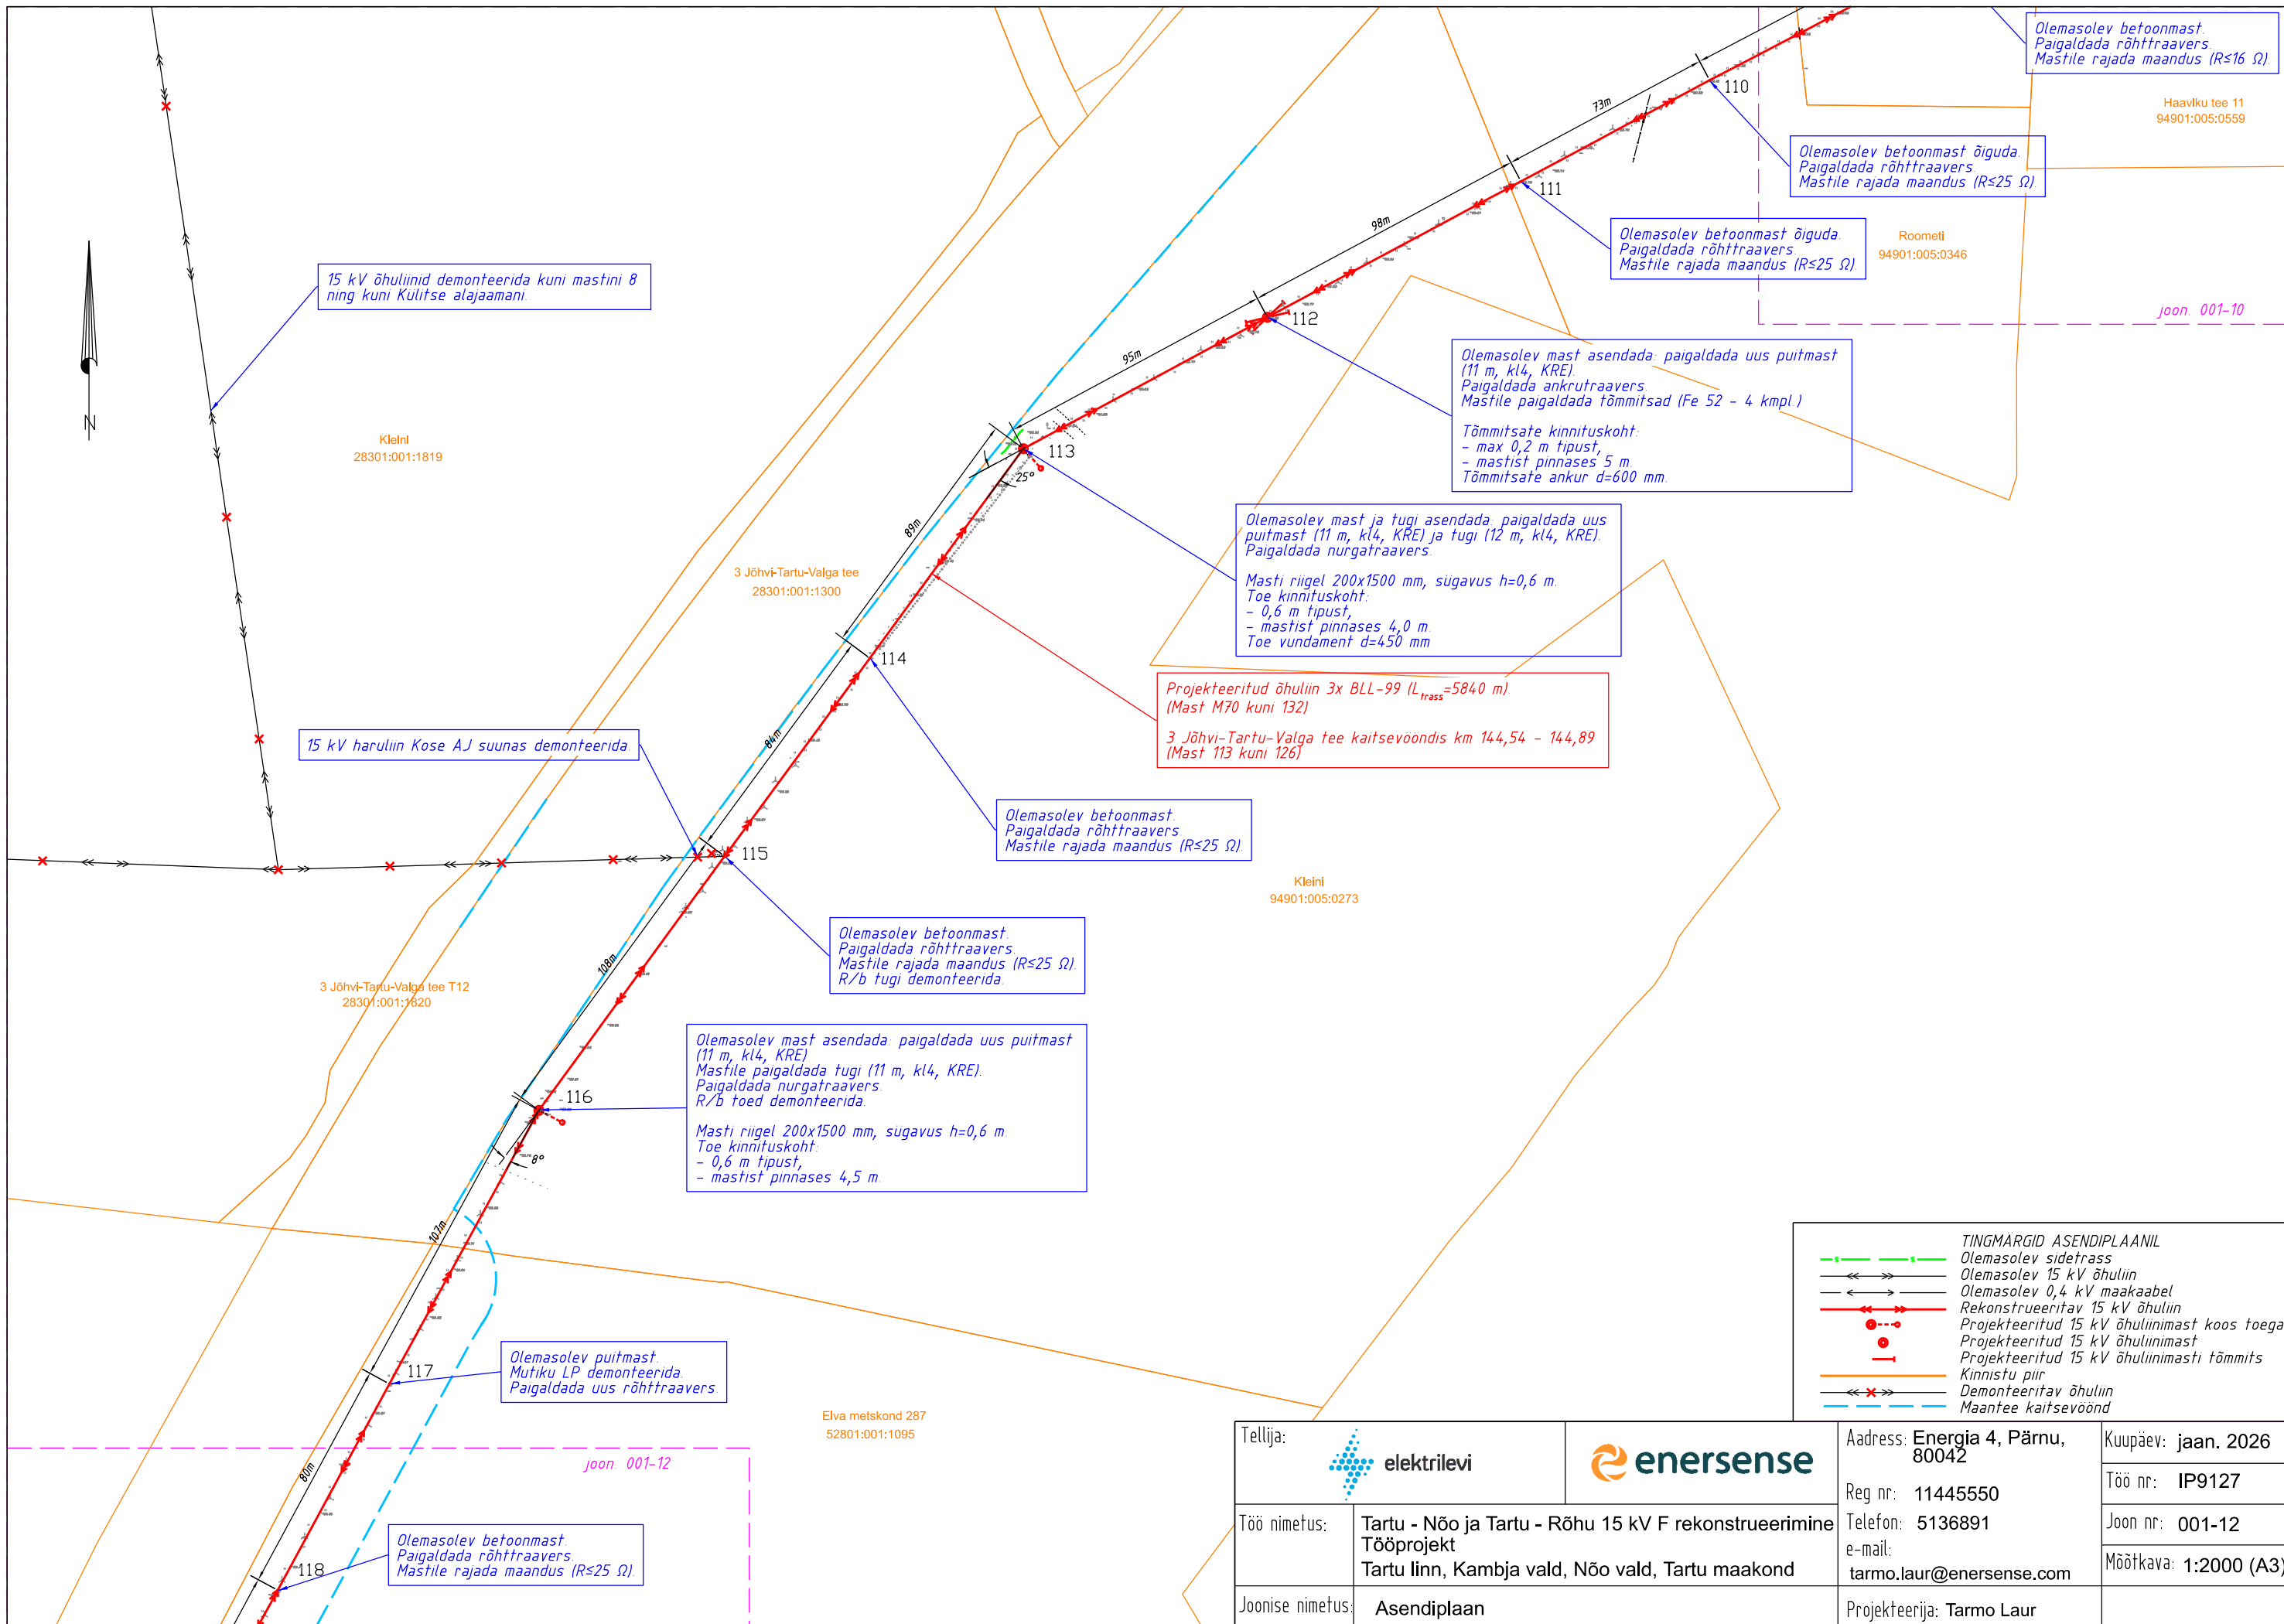 Olemasolev betoonmast.
Paigaldada rõhttraavers.
Mastile rajada maandus (R≤16 Ω).
110
73m
Haaviku tee 11
94901:005:0559
Olemasolev betoonmast õiguda.
Paigaldada rõhttraavers.
Mastile rajada maandus (R≤25 Ω).
111
98m
Olemasolev betoonmast õiguda.
Paigaldada rõhttraavers.
Mastile rajada maandus (R≤25 Ω).
Roometi
94901:005:0346
joon. 001-10
15 kV õhuliinid demonteerida kuni mastini 8
ning kuni Külitse alajaamani.
N
Kleini
28301:001:1819
112
95m
Olemasolev mast asendada: paigaldada uus puitmast
(11 m, kl4, KRE).
Paigaldada ankrutraavers.
Mastile paigaldada tõmmitsad (Fe 52 - 4 kmpl.)
Tõmmitsate kinnituskoht:
- max 0,2 m tipust,
- mastist pinnases 5 m.
Tõmmitsate ankur d=600 mm.
113
25°
89m
Olemasolev mast ja tugi asendada: paigaldada uus
puitmast (11 m, kl4, KRE) ja tugi (12 m, kl4, KRE).
Paigaldada nurgatraavers.
Masti riigel 200x1500 mm, sügavus h=0,6 m.
Toe kinnituskoht:
- 0,6 m tipust,
- mastist pinnases 4,0 m.
Toe vundament d=450 mm
3 Jõhvi-Tartu-Valga tee
28301:001:1300
114
Projekteeritud õhuliin 3x BLL-99 (Ltrass=5840 m)
(Mast M70 kuni 132)
3 Jõhvi-Tartu-Valga tee kaitsevööndis km 144,54 - 144,89
(Mast 113 kuni 126)
15 kV haruliin Kose AJ suunas demonteerida.
84m
Olemasolev betoonmast.
Paigaldada rõhttraavers
Mastile rajada maandus (R≤25 Ω).
115
Kleini
94901:005:0273
Olemasolev betoonmast.
Paigaldada rõhttraavers.
Mastile rajada maandus (R≤25 Ω).
R/b tugi demonteerida.
108m
3 Jõhvi-Tartu-Valga tee T12
28301:001:1820
116
8°
Olemasolev mast asendada: paigaldada uus puitmast
(11 m, kl4, KRE)
Mastile paigaldada tugi (11 m, kl4, KRE).
Paigaldada nurgatraavers.
R/b toed demonteerida.
Masti riigel 200x1500 mm, sügavus h=0,6 m.
Toe kinnituskoht:
- 0,6 m tipust,
- mastist pinnases 4,5 m.
107m
117
Olemasolev puitmast.
Mutiku LP demonteerida.
Paigaldada uus rõhttraavers.
Elva metskond 287
52801:001:1095
joon. 001-12
80m
118
Olemasolev betoonmast.
Paigaldada rõhttraavers.
Mastile rajada maandus (R≤25 Ω).
TINGMÄRGID ASENDIPLAANIL
Olemasolev sidetrass
Olemasolev 15 kV õhuliin
Olemasolev 0,4 kV maakaabel
Rekonstrueeritav 15 kV õhuliin
Projekteeritud 15 kV õhuliinimast koos toega
Projekteeritud 15 kV õhuliinimast
Projekteeritud 15 kV õhuliinimasti tõmmits
Kinnistu piir
Demonteeritav õhuliin
Maantee kaitsevöönd
Tellija:
elektrilevi
enersense
Aadress: Energia 4, Pärnu,
80042
Reg nr: 11445550
Telefon: 5136891
e-mail:
tarmo.laur@enersense.com
Kuupäev: jaan. 2026
Töö nr: IP9127
Joon nr: 001-12
Mõõtkava: 1:2000 (A3)
Töö nimetus:
Tartu - Nõo ja Tartu - Rõhu 15 kV F rekonstrueerimine
Tööprojekt
Tartu linn, Kambja vald, Nõo vald, Tartu maakond
Joonise nimetus: Asendiplaan
Projekteerija: Tarmo Laur